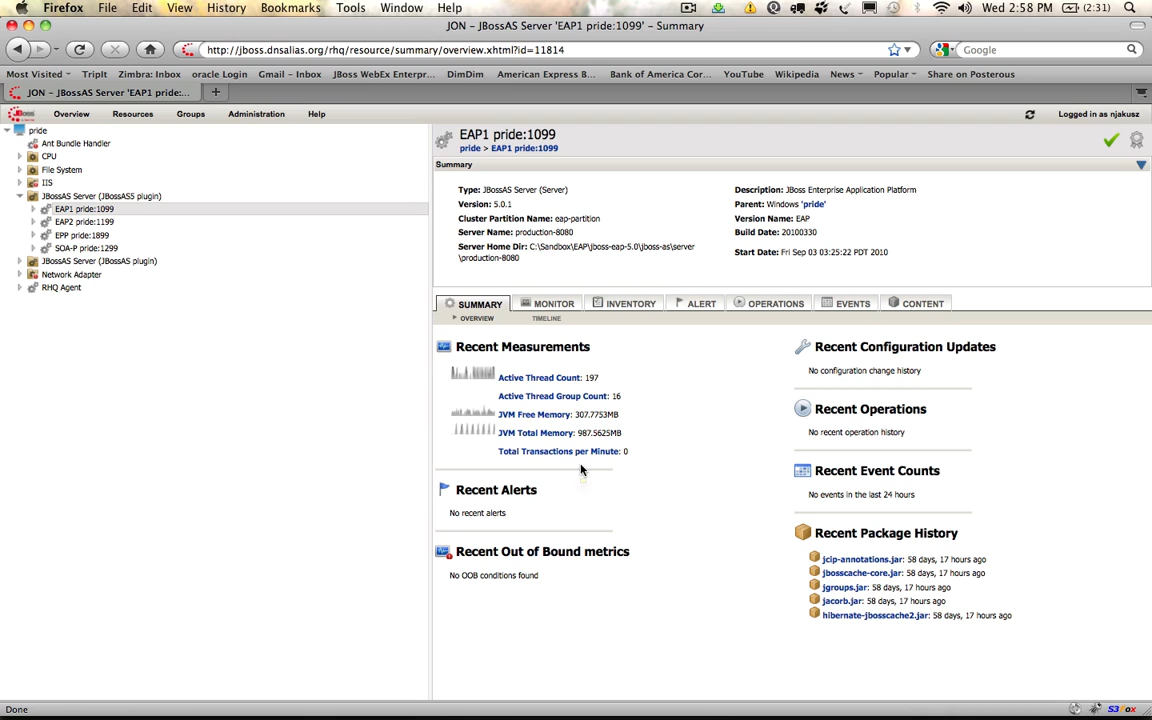 Firefox File Edit View History Bookmarks Tools Window Help Wed 2:58 PM (2:31)
JON - JBossAS Server 'EAP1 pride:1099' - Summary
http://jboss.dnsalias.org/rhq/resource/summary/overview.xhtml?id=11814 Google
Most Visited TripIt Zimbra: Inbox oracle Login Gmail - Inbox JBoss WebEx Enterpr... DimDim American Express B... Bank of America Cor... YouTube Wikipedia News Popular Share on Posterous
JON - JBossAS Server 'EAP1 pride:... +
JBoss Overview Resources Groups Administration Help Logged in as njakusz
pride
Ant Bundle Handler
CPU
File System
IIS
JBossAS Server (JBossAS5 plugin)
EAP1 pride:1099
EAP2 pride:1199
EPP pride:1899
SOA-P pride:1299
JBossAS Server (JBossAS plugin)
Network Adapter
RHQ Agent
EAP1 pride:1099
pride > EAP1 pride:1099
Summary
Type: JBossAS Server (Server)
Version: 5.0.1
Cluster Partition Name: eap-partition
Server Name: production-8080
Server Home Dir: C:\Sandbox\EAP\jboss-eap-5.0\jboss-as\server
\production-8080
Description: JBoss Enterprise Application Platform
Parent: Windows 'pride'
Version Name: EAP
Build Date: 20100330
Start Date: Fri Sep 03 03:25:22 PDT 2010
SUMMARY MONITOR INVENTORY ALERT OPERATIONS EVENTS CONTENT
OVERVIEW TIMELINE
Recent Measurements
Active Thread Count: 197
Active Thread Group Count: 16
JVM Free Memory: 307.7753MB
JVM Total Memory: 987.5625MB
Total Transactions per Minute: 0
Recent Alerts
No recent alerts
Recent Out of Bound metrics
No OOB conditions found
Recent Configuration Updates
No configuration change history
Recent Operations
No recent operation history
Recent Event Counts
No events in the last 24 hours
Recent Package History
jcip-annotations.jar: 58 days, 17 hours ago
jbosscache-core.jar: 58 days, 17 hours ago
jgroups.jar: 58 days, 17 hours ago
jacorb.jar: 58 days, 17 hours ago
hibernate-jbosscache2.jar: 58 days, 17 hours ago
Done S3Fox